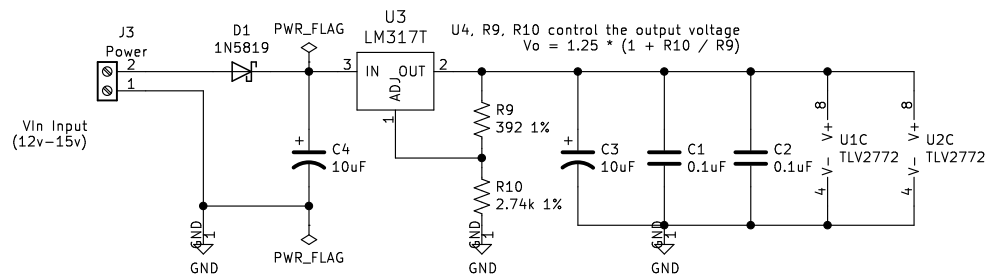 J3
Power
2
1
VIn Input
(12v-15v)
D1
1N5819
PWR_FLAG
U3
LM317T
3
IN
OUT
2
ADJ
1
U4, R9, R10 control the output voltage
Vo = 1.25 * (1 + R10 / R9)
R9
392 1%
R10
2.74k 1%
C4
10uF
C3
10uF
C1
0.1uF
C2
0.1uF
8
V+
U1C
TLV2772
V-
4
8
V+
U2C
TLV2772
V-
4
GND
1
GND
PWR_FLAG
GND
1
GND
GND
1
GND